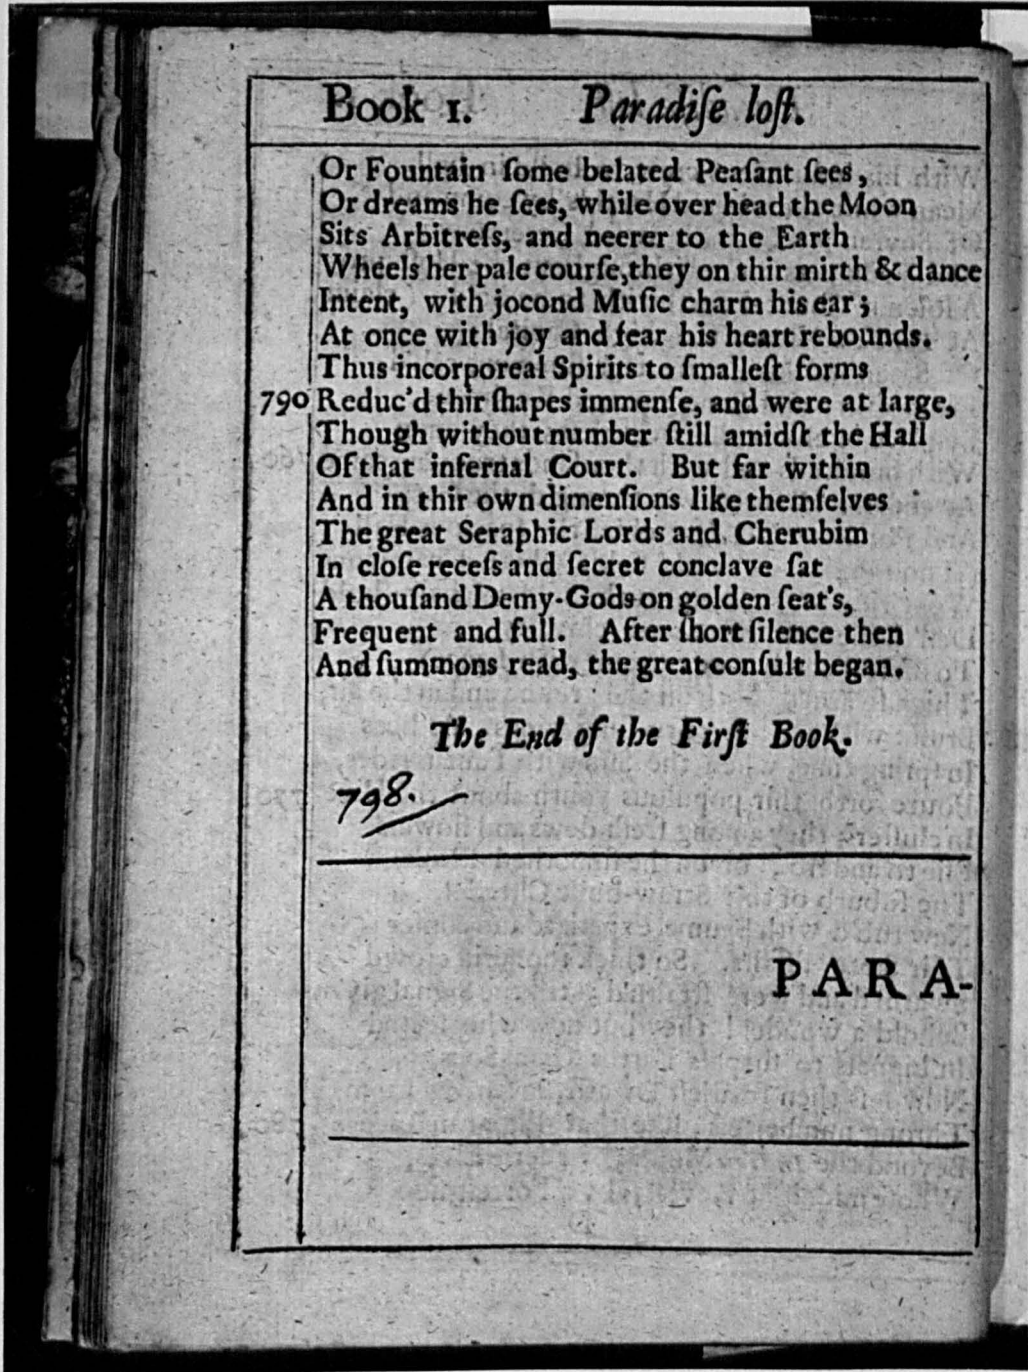 Book 1. Paradiſe loſt.
Or Fountain ſome belated Peaſant ſees,
Or dreams he ſees, while over head the Moon
Sits Arbitreſs, and neerer to the Earth
Wheels her pale courſe, they on thir mirth & dance
Intent, with jocond Muſic charm his ear;
At once with joy and fear his heart rebounds.
Thus incorporeal Spirits to ſmalleſt forms
790 Reduc'd thir ſhapes immenſe, and were at large,
Though without number ſtill amidſt the Hall
Of that infernal Court. But far within
And in thir own dimenſions like themſelves
The great Seraphic Lords and Cherubim
In cloſe receſs and ſecret conclave ſat
A thouſand Demy-Gods on golden ſeat's,
Frequent and full. After ſhort ſilence then
And ſummons read, the great conſult began.
The End of the Firſt Book.
798.
PARA-